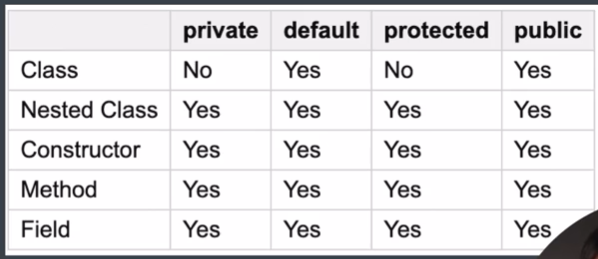 private default protected public
Class No Yes No Yes
Nested Class Yes Yes Yes Yes
Constructor Yes Yes Yes Yes
Method Yes Yes Yes Yes
Field Yes Yes Yes Yes